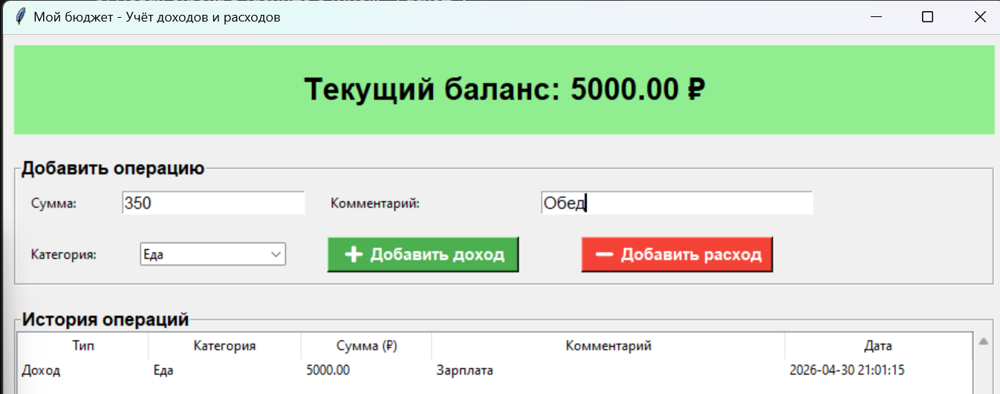 Мой бюджет - Учёт доходов и расходов
Текущий баланс: 5000.00 ₽
Добавить операцию
Сумма: 350 Комментарий: Обед
Категория: Еда + Добавить доход − Добавить расход
История операций
Тип Категория Сумма (₽) Комментарий Дата
Доход Еда 5000.00 Зарплата 2026-04-30 21:01:15